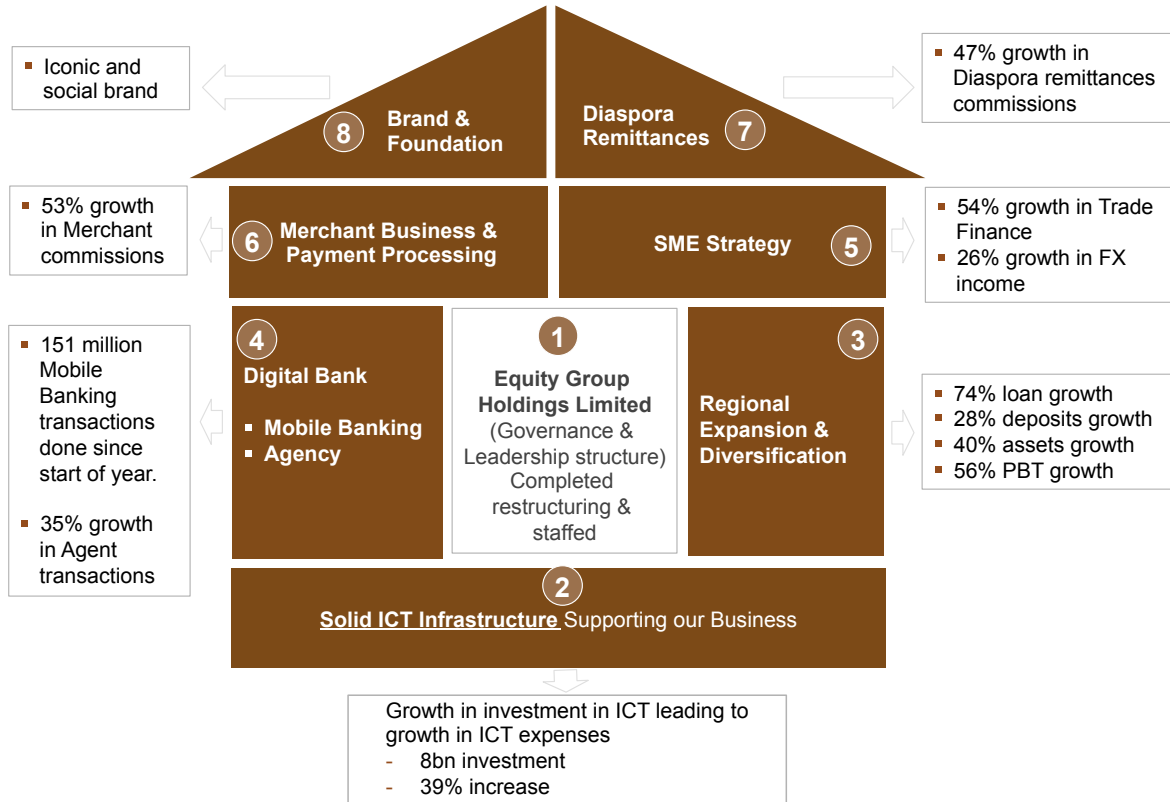 ▪ Iconic and
social brand
8
Brand &
Foundation
Diaspora
Remittances
7
▪ 47% growth in
Diaspora remittances
commissions
▪ 53% growth
in Merchant
commissions
6
Merchant Business &
Payment Processing
SME Strategy
5
▪ 54% growth in Trade
Finance
▪ 26% growth in FX
income
▪ 151 million
Mobile
Banking
transactions
done since
start of year.
▪ 35% growth
in Agent
transactions
4
Digital Bank
▪ Mobile Banking
▪ Agency
1
Equity Group
Holdings Limited
(Governance &
Leadership structure)
Completed
restructuring &
staffed
3
Regional
Expansion &
Diversification
▪ 74% loan growth
▪ 28% deposits growth
▪ 40% assets growth
▪ 56% PBT growth
2
Solid ICT Infrastructure Supporting our Business
Growth in investment in ICT leading to
growth in ICT expenses
- 8bn investment
- 39% increase